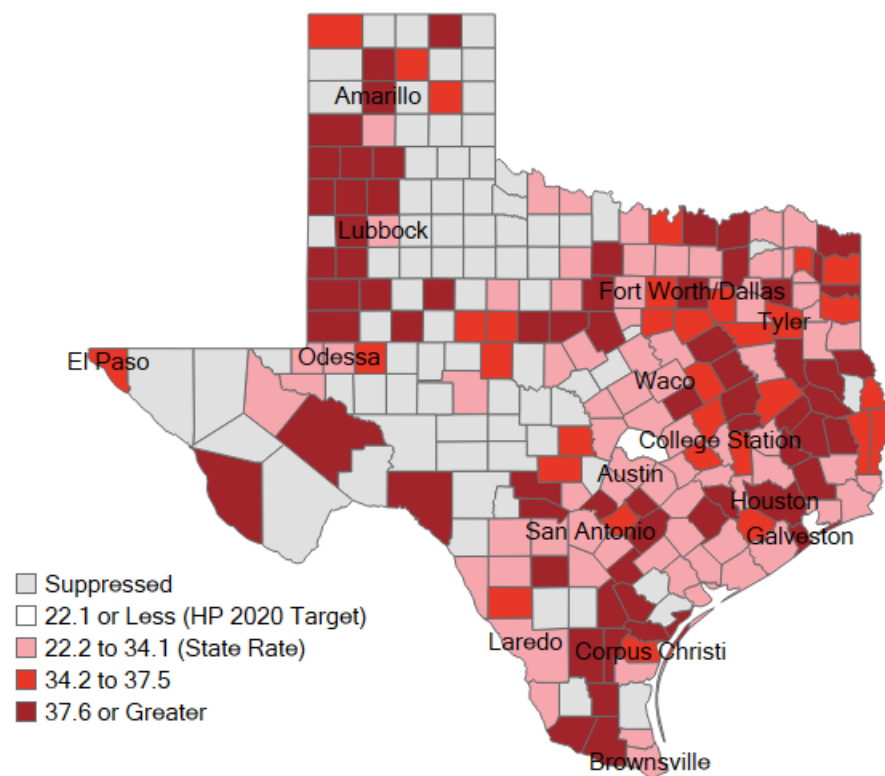 Amarillo
Lubbock
Fort Worth/Dallas
Tyler
El Paso
Odessa
Waco
College Station
Austin
Houston
San Antonio
Galveston
Suppressed
22.1 or Less (HP 2020 Target)
22.2 to 34.1 (State Rate)
Laredo
Corpus Christi
34.2 to 37.5
37.6 or Greater
Brownsville